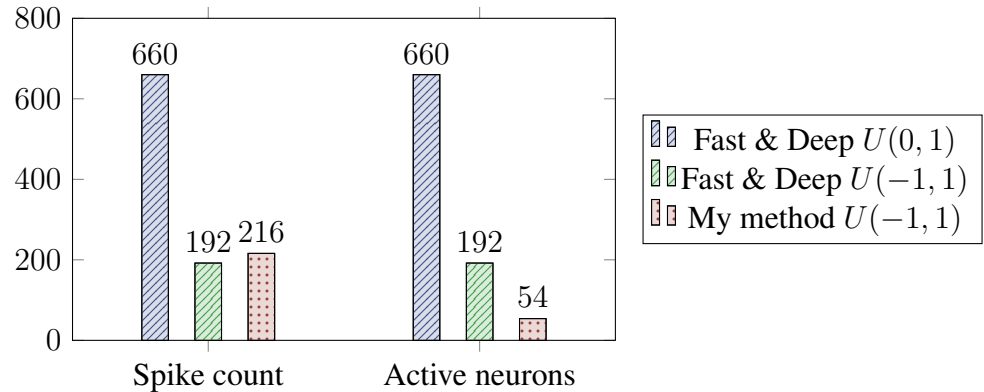 800
600
400
200
0
660
192
216
660
192
54
Spike count
Active neurons
Fast & Deep U(0, 1)
Fast & Deep U(−1, 1)
My method U(−1, 1)